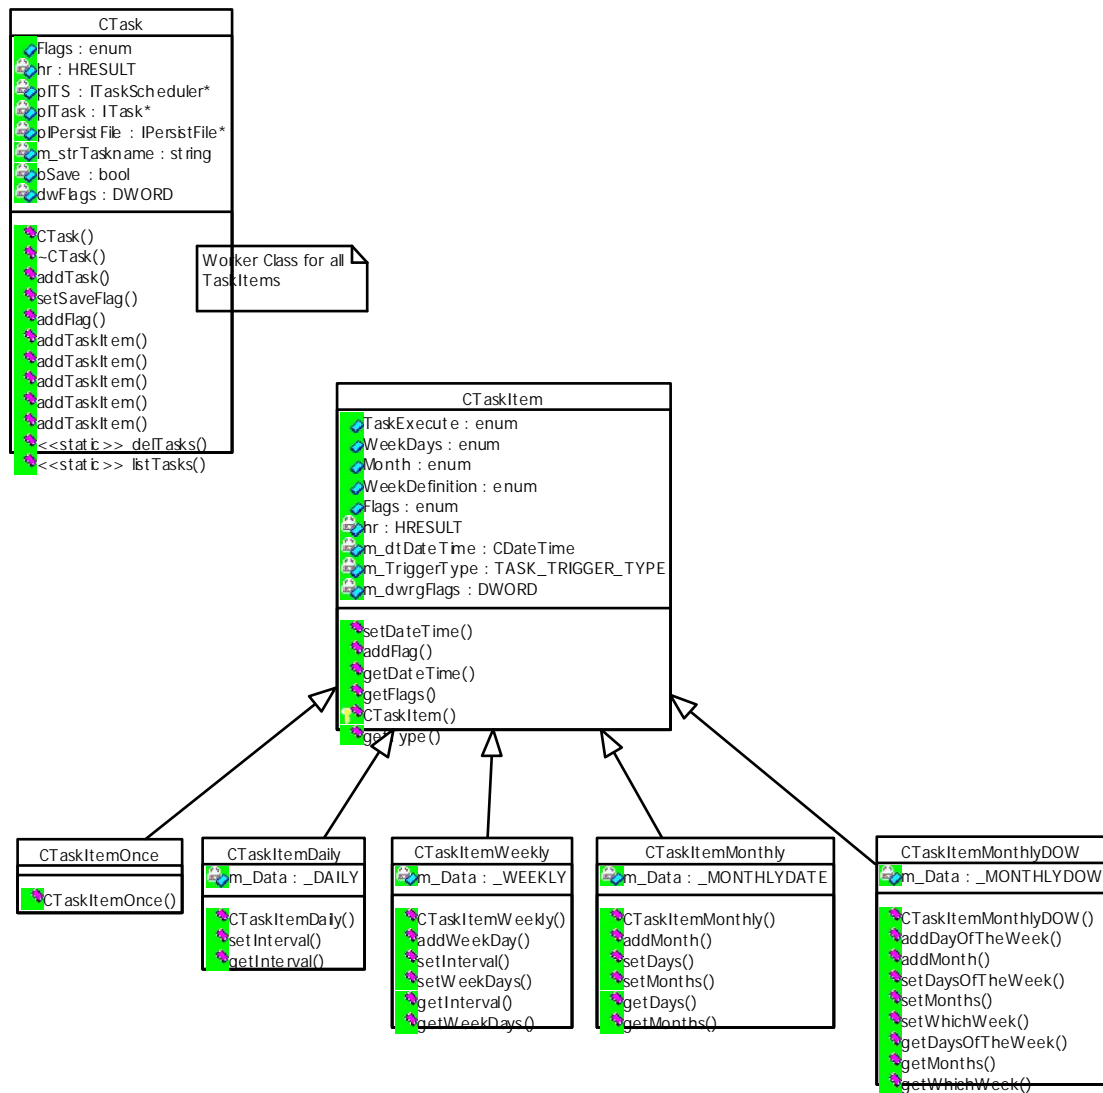 CTask
Flags : enum
hr : HRESULT
pITS : ITaskScheduler*
pITask : ITask*
pIPersistFile : IPersistFile*
m_strTaskname : string
bSave : bool
dwFlags : DWORD
CTask()
~CTask()
addTask()
setSaveFlag()
addFlag()
addTaskItem()
addTaskItem()
addTaskItem()
addTaskItem()
addTaskItem()
<<static>> delTasks()
<<static>> listTasks()
Worker Class for all
TaskItems
CTaskItem
TaskExecute : enum
WeekDays : enum
Month : enum
WeekDefinition : enum
Flags : enum
hr : HRESULT
m_dtDateTime : CDateTime
m_TriggerType : TASK_TRIGGER_TYPE
m_dwrgFlags : DWORD
setDateTime()
addFlag()
getDateTime()
getFlags()
CTaskItem()
getType()
CTaskItemOnce
CTaskItemOnce()
CTaskItemDaily
m_Data : _DAILY
CTaskItemDaily()
setInterval()
getInterval()
CTaskItemWeekly
m_Data : _WEEKLY
CTaskItemWeekly()
addWeekDay()
setInterval()
setWeekDays()
getInterval()
getWeekDays()
CTaskItemMonthly
m_Data : _MONTHLYDATE
CTaskItemMonthly()
addMonth()
setDays()
setMonths()
getDays()
getMonths()
CTaskItemMonthlyDOW
m_Data : _MONTHLYDOW
CTaskItemMonthlyDOW()
addDayOfTheWeek()
addMonth()
setDaysOfTheWeek()
setMonths()
setWhichWeek()
getDaysOfTheWeek()
getMonths()
getWhichWeek()